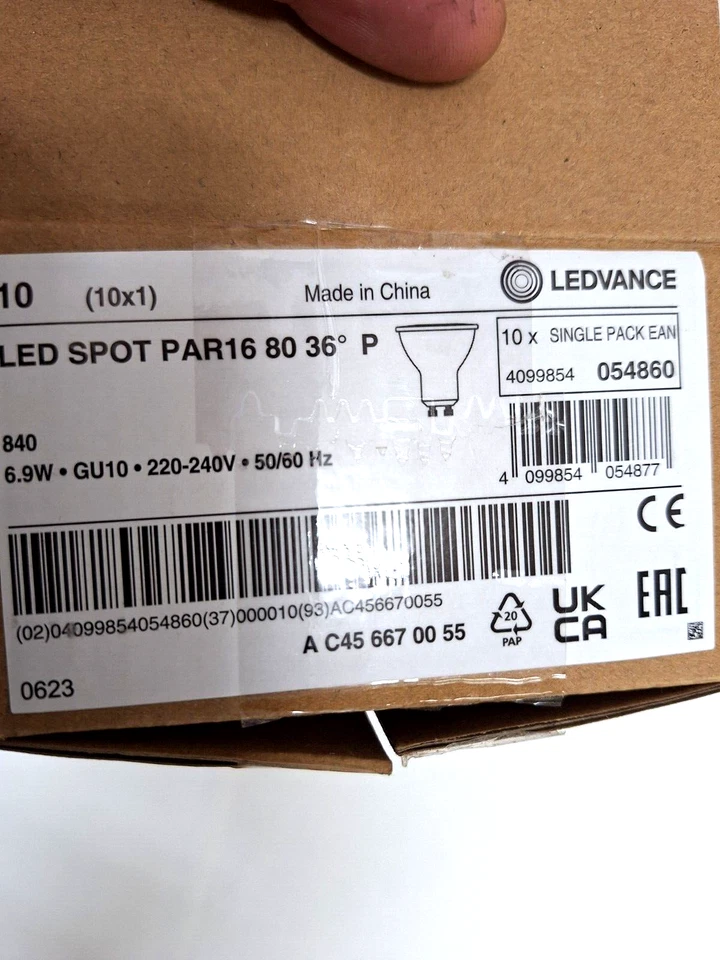 10 (10x1) Made in China LEDVANCE
LED SPOT PAR16 80 36° P
10 x SINGLE PACK EAN
4099854 054860
840
6.9W • GU10 • 220-240V • 50/60 Hz
4 099854 054877
CE
(02)04099854054860(37)000010(93)AC456670055
A C45 667 00 55
20
PAP
UK
CA
EAC
0623